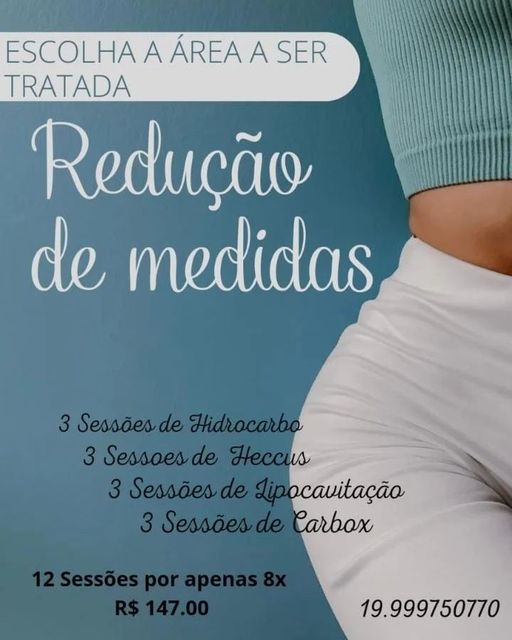 ESCOLHA A ÁREA A SER
TRATADA
Redução
de medidas
3 Sessões de Hidrocarbo
3 Sessoes de Heccus
3 Sessões de Lipocavitação
3 Sessões de Carbox
12 Sessões por apenas 8x
R$ 147.00
19.999750770